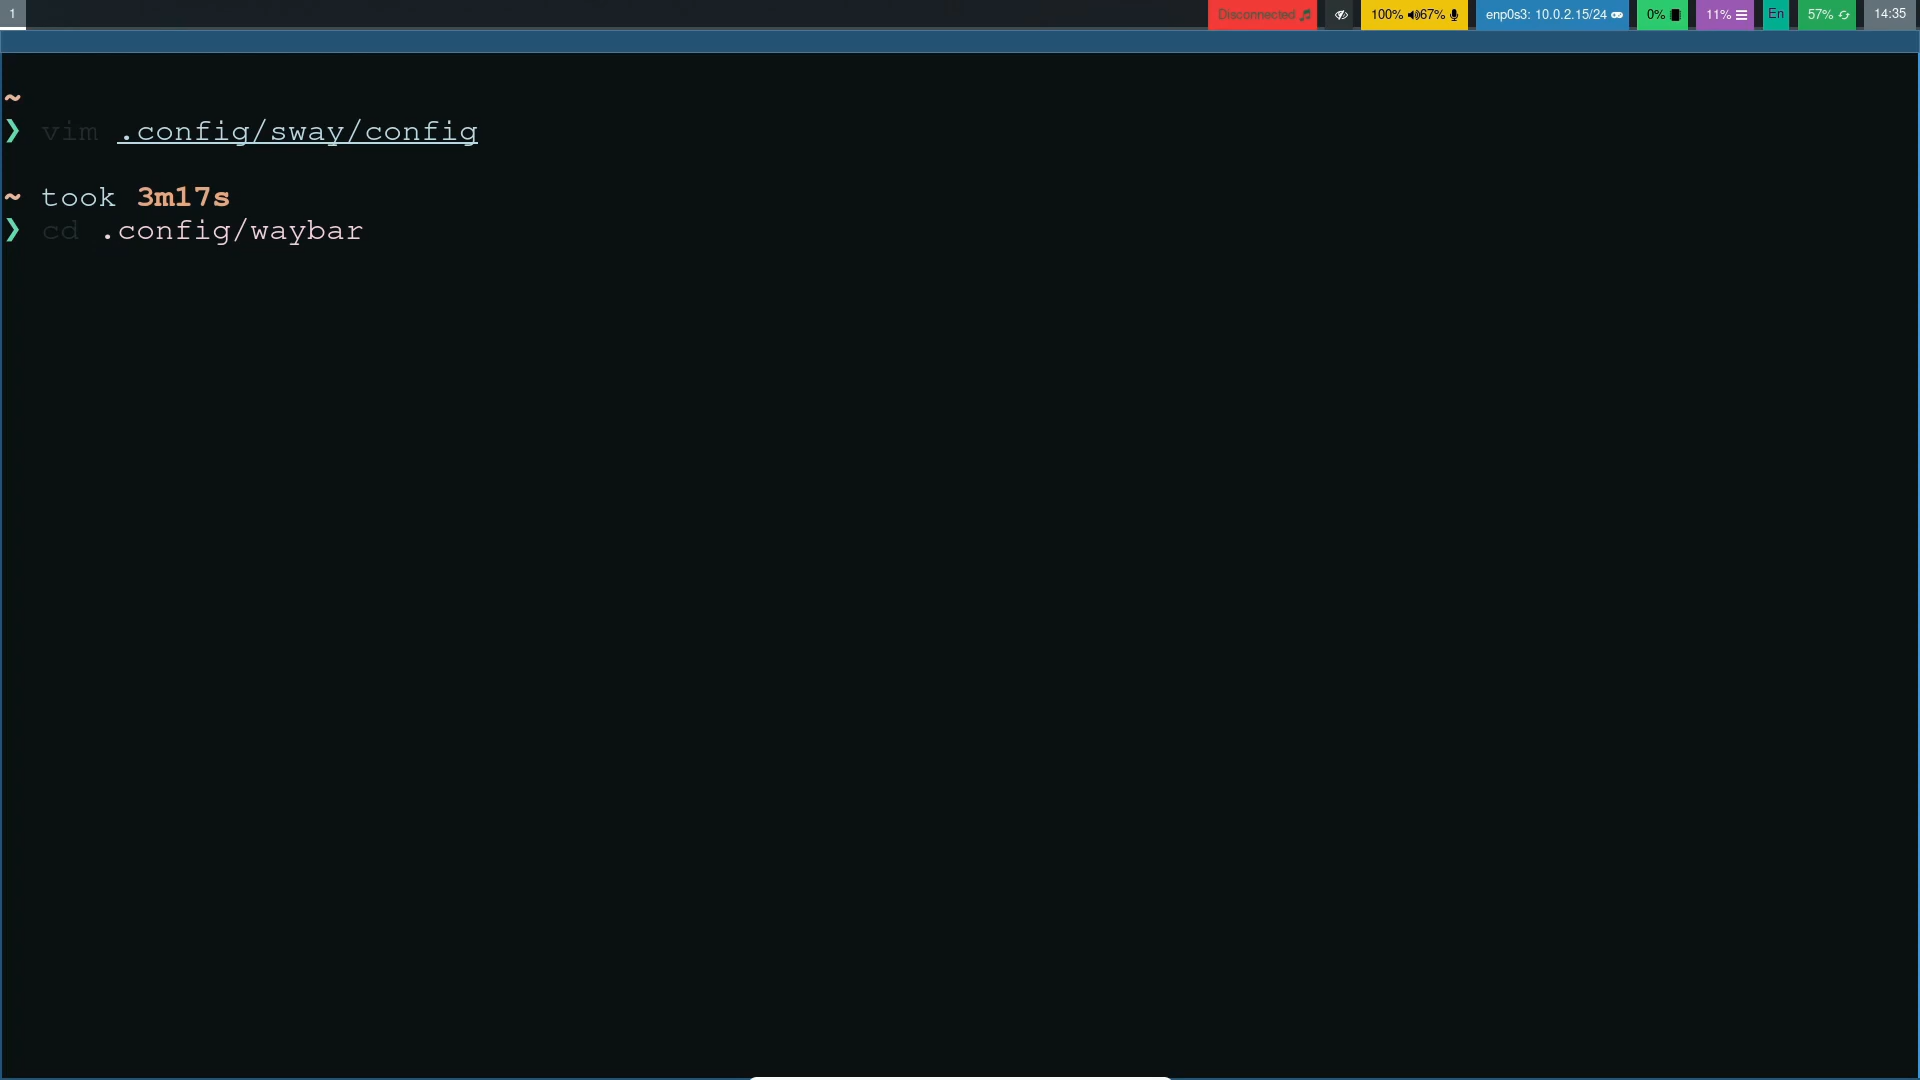 1 Disconnected 100% 67% enp0s3: 10.0.2.15/24 0% 11% En 57% 14:35
~
❯ vim .config/sway/config
~ took 3m17s
❯ cd .config/waybar